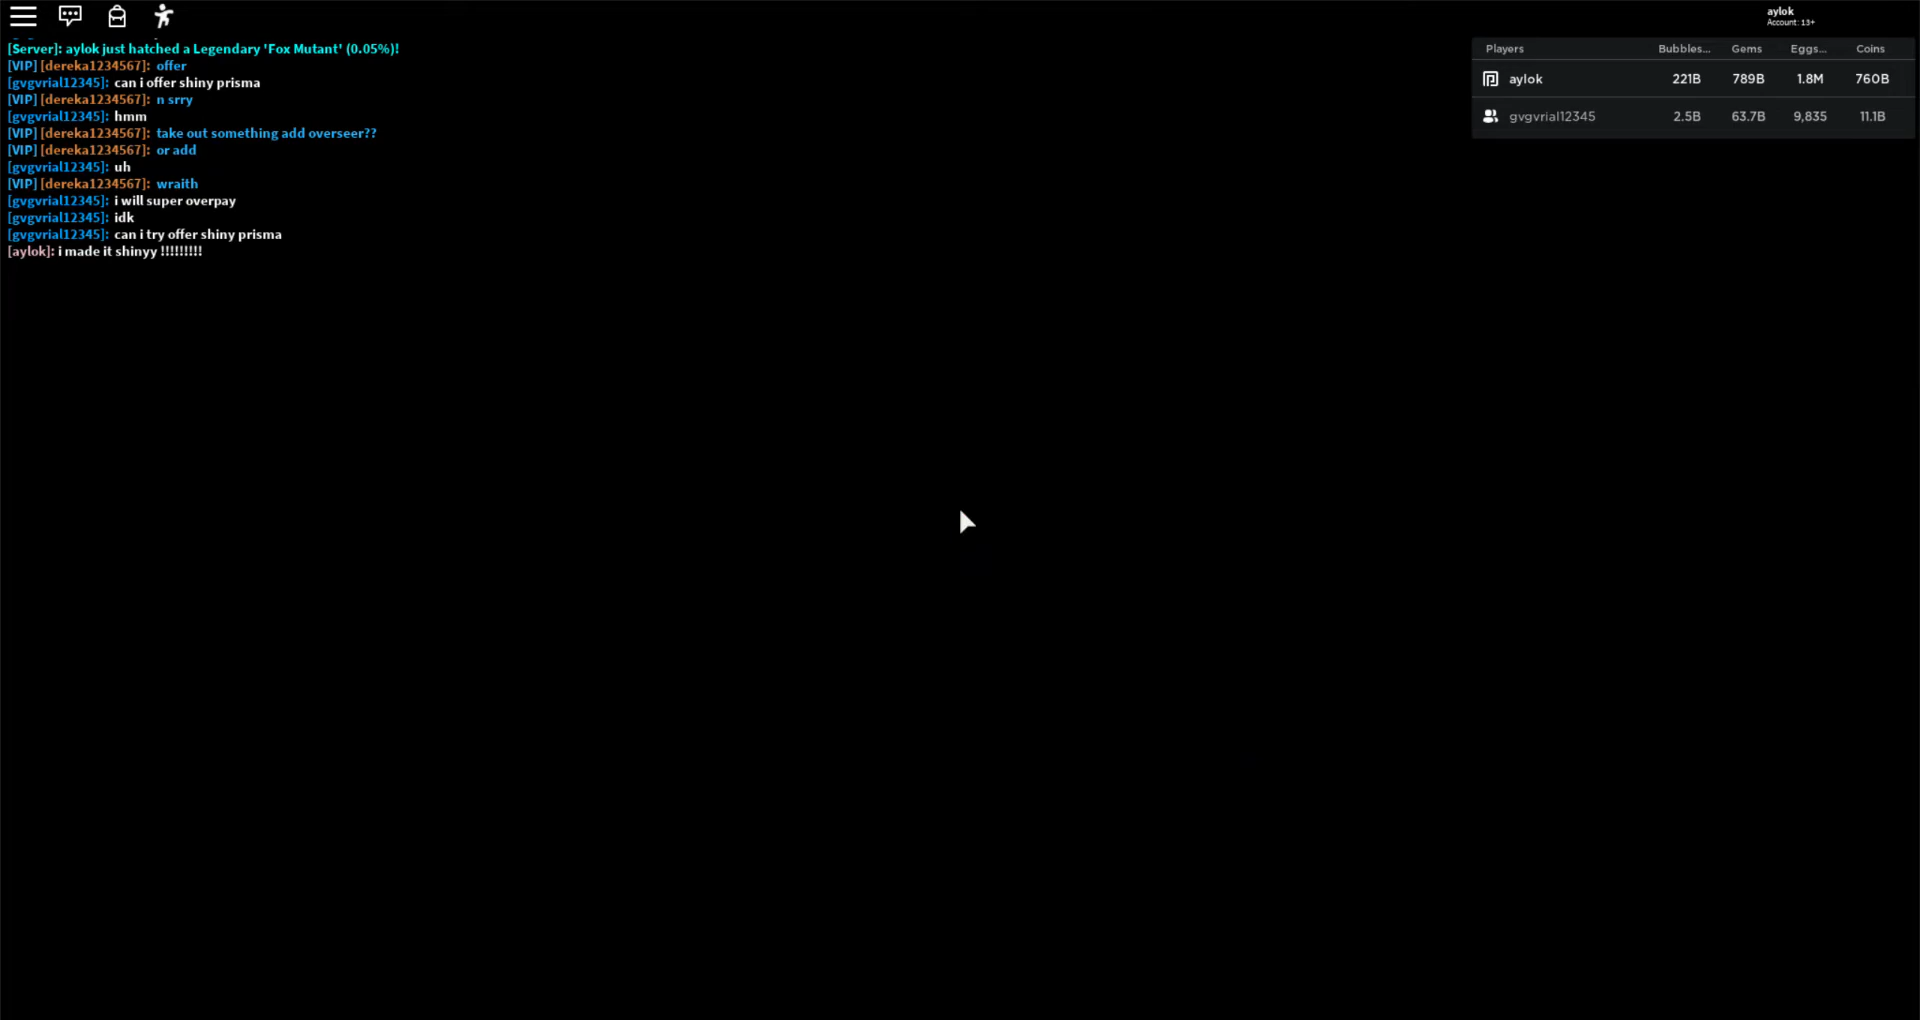 aylok
Account: 13+
[Server]: aylok just hatched a Legendary 'Fox Mutant' (0.05%)!
[VIP] [dereka1234567]: offer
[gvgvrial12345]: can i offer shiny prisma
[VIP] [dereka1234567]: n srry
[gvgvrial12345]: hmm
[VIP] [dereka1234567]: take out something add overseer??
[VIP] [dereka1234567]: or add
[gvgvrial12345]: uh
[VIP] [dereka1234567]: wraith
[gvgvrial12345]: i will super overpay
[gvgvrial12345]: idk
[gvgvrial12345]: can i try offer shiny prisma
[aylok]: i made it shinyy !!!!!!!!!
Players Bubbles... Gems Eggs... Coins
aylok 221B 789B 1.8M 760B
gvgvrial12345 2.5B 63.7B 9,835 11.1B